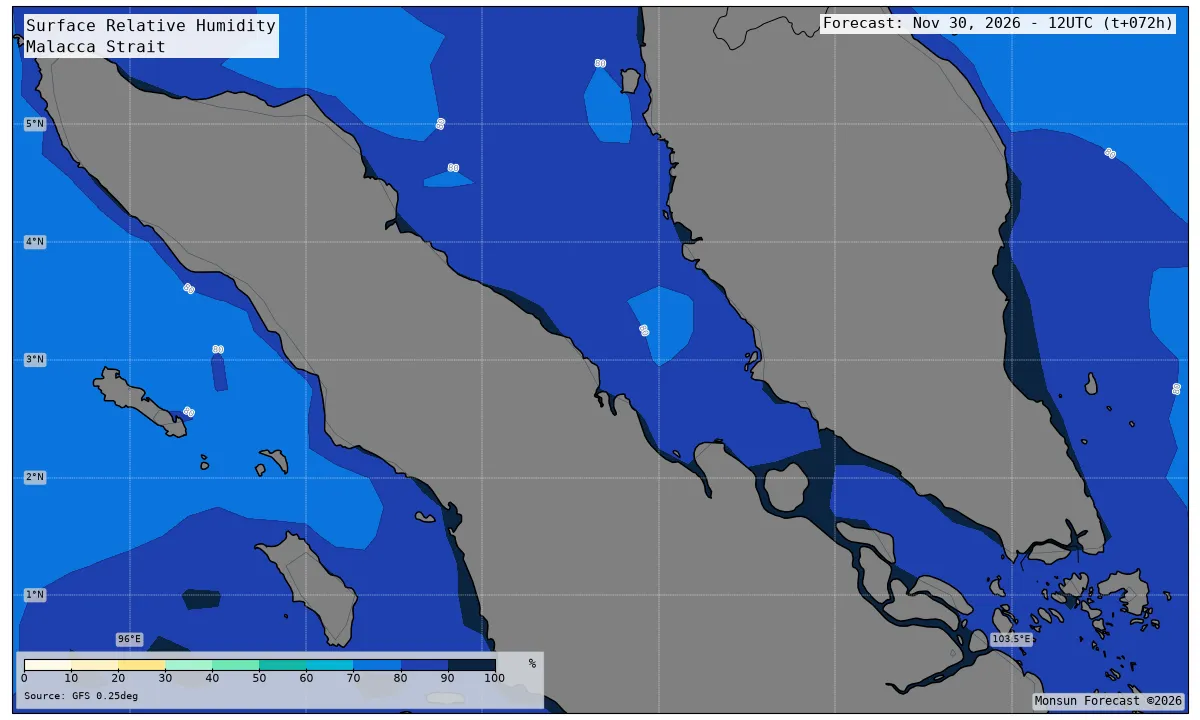 Surface Relative Humidity
Malacca Strait
Forecast: Nov 30, 2026 - 12UTC (t+072h)
80
80
80
80
5°N
4°N
80
80
80
3°N
80
80
2°N
1°N
96°E
103.5°E
%
0 10 20 30 40 50 60 70 80 90 100
Source: GFS 0.25deg
Monsun Forecast ©2026